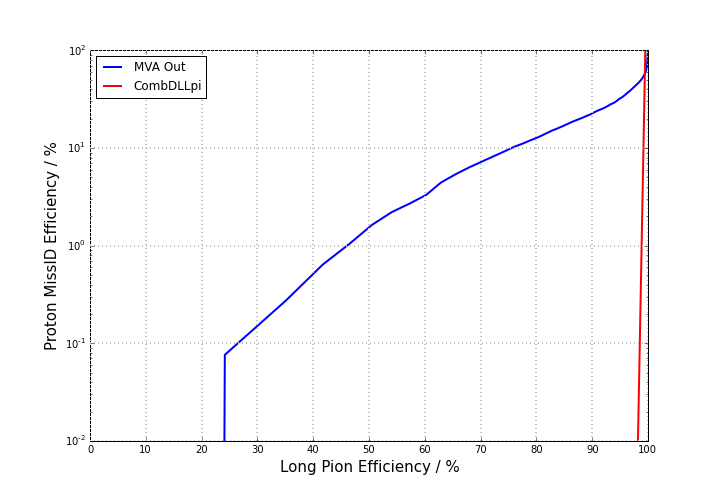 MVA Out
CombDLLpi
10²
10¹
10⁰
10⁻¹
10⁻²
Proton MissID Efficiency / %
0 10 20 30 40 50 60 70 80 90 100
Long Pion Efficiency / %